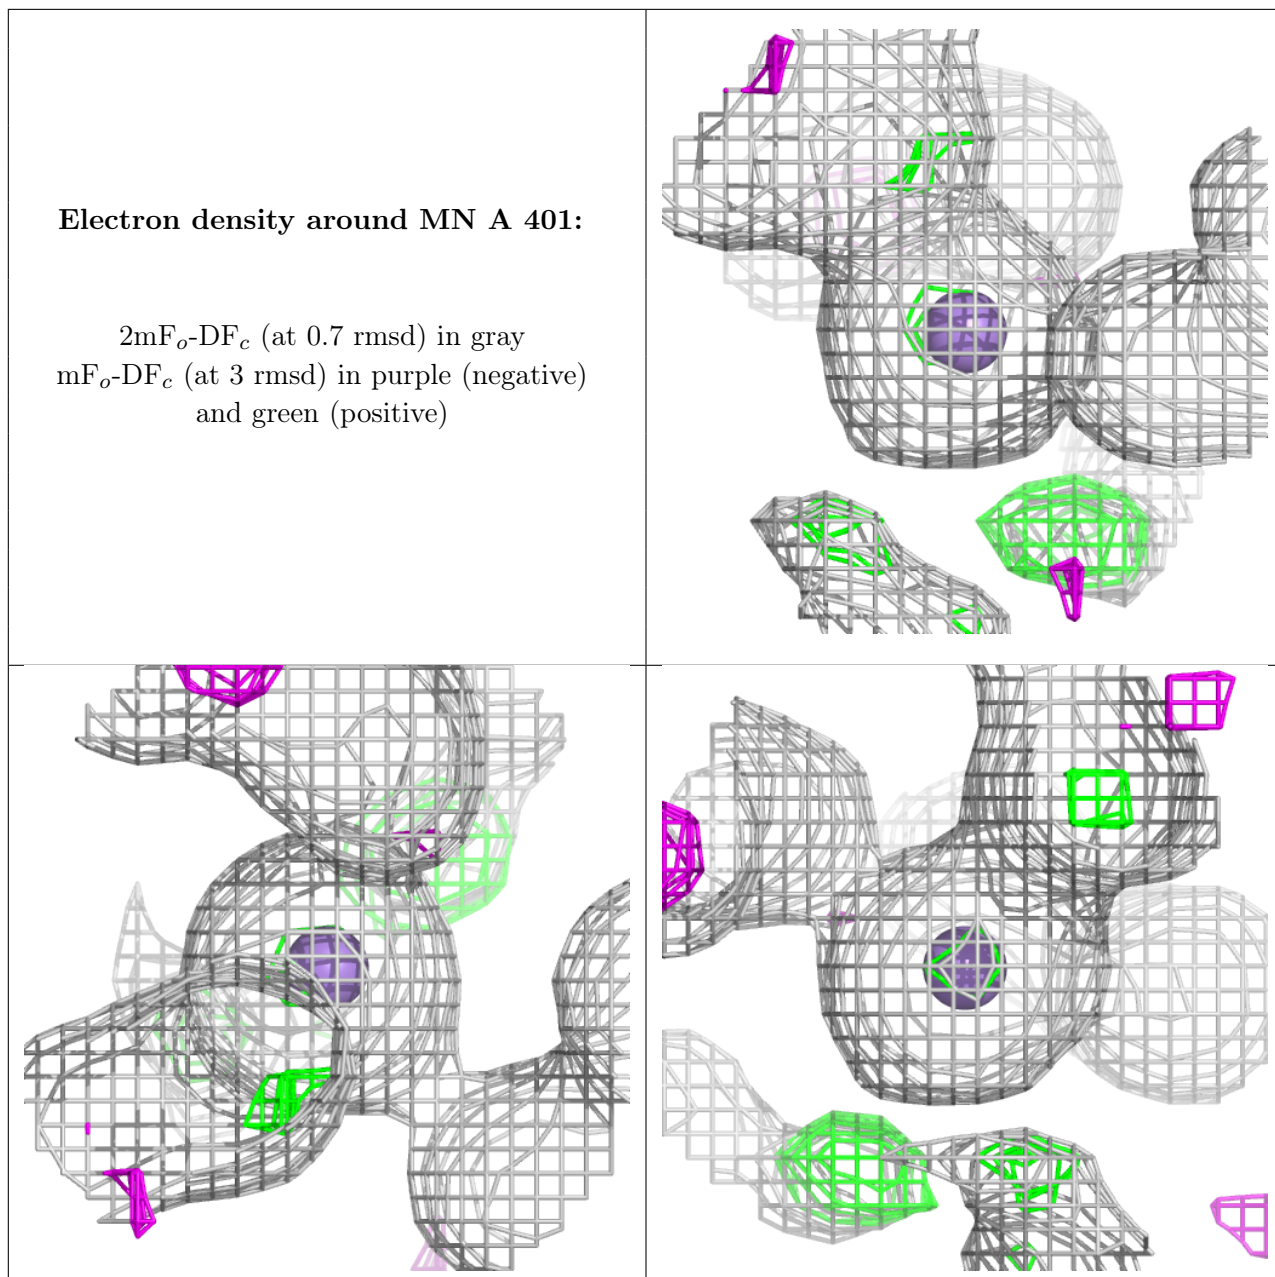 Electron density around MN A 401:
2mFo-DFc (at 0.7 rmsd) in gray
mFo-DFc (at 3 rmsd) in purple (negative)
and green (positive)